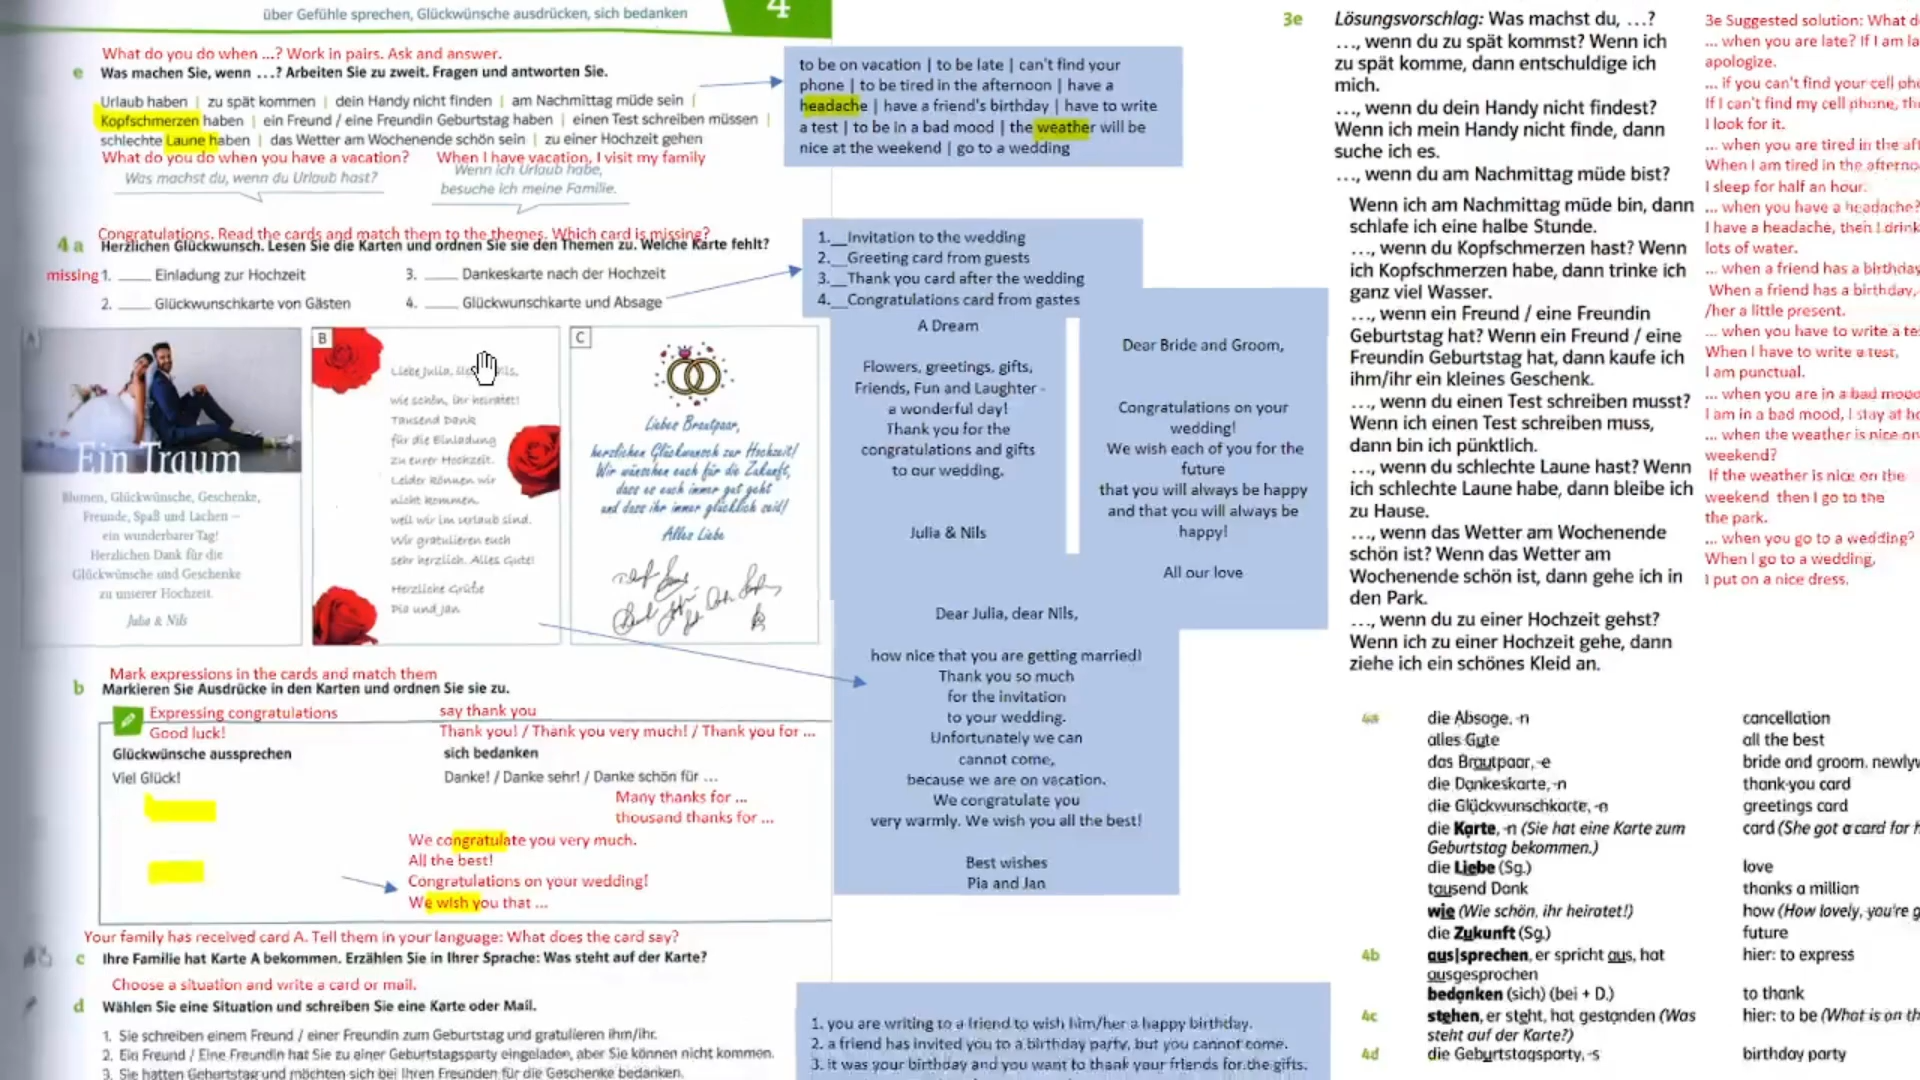 über Gefühle sprechen, Glückwünsche ausdrücken, sich bedanken
4
What do you do when ...? Work in pairs. Ask and answer.
e Was machen Sie, wenn …? Arbeiten Sie zu zweit. Fragen und antworten Sie.
Urlaub haben | zu spät kommen | dein Handy nicht finden | am Nachmittag müde sein |
Kopfschmerzen haben | ein Freund / eine Freundin Geburtstag haben | einen Test schreiben müssen |
schlechte Laune haben | das Wetter am Wochenende schön sein | zu einer Hochzeit gehen
What do you do when you have a vacation?
When I have vacation, I visit my family
Was machst du, wenn du Urlaub hast?
Wenn ich Urlaub habe,
besuche ich meine Familie.
to be on vacation | to be late | can't find your
phone | to be tired in the afternoon | have a
headache | have a friend's birthday | have to write
a test | to be in a bad mood | the weather will be
nice at the weekend | go to a wedding
Congratulations. Read the cards and match them to the themes. Which card is missing?
4 a Herzlichen Glückwunsch. Lesen Sie die Karten und ordnen Sie sie den Themen zu. Welche Karte fehlt?
missing 1. ____ Einladung zur Hochzeit
3. ____ Dankeskarte nach der Hochzeit
2. ____ Glückwunschkarte von Gästen
4. ____ Glückwunschkarte und Absage
1.__Invitation to the wedding
2.__Greeting card from guests
3.__Thank you card after the wedding
4.__Congratulations card from gastes
A
Ein Traum
Blumen, Glückwünsche, Geschenke,
Freunde, Spaß und Lachen –
ein wunderbarer Tag!
Herzlichen Dank für die
Glückwünsche und Geschenke
zu unserer Hochzeit.
Julia & Nils
B
Liebe Julia,
wie schön, ihr heiratet!
Tausend Dank
für die Einladung
zu eurer Hochzeit.
Leider können wir
nicht kommen,
weil wir im Urlaub sind.
Wir gratulieren euch
sehr herzlich. Alles Gute!
Herzliche Grüße
Pia und Jan
C
Liebes Brautpaar,
herzlichen Glückwunsch zur Hochzeit!
Wir wünschen euch für die Zukunft,
dass es euch immer gut geht
und dass ihr immer glücklich seid!
Alles Liebe
A Dream
Flowers, greetings, gifts,
Friends, Fun and Laughter -
a wonderful day!
Thank you for the
congratulations and gifts
to our wedding.
Julia & Nils
Dear Bride and Groom,
Congratulations on your
wedding!
We wish each of you for the
future
that you will always be happy
and that you will always be
happy!
All our love
Dear Julia, dear Nils,
how nice that you are getting married!
Thank you so much
for the invitation
to your wedding.
Unfortunately we can
cannot come,
because we are on vacation.
We congratulate you
very warmly. We wish you all the best!
Best wishes
Pia and Jan
Mark expressions in the cards and match them
b Markieren Sie Ausdrücke in den Karten und ordnen Sie sie zu.
Expressing congratulations
say thank you
Good luck!
Thank you! / Thank you very much! / Thank you for ...
Glückwünsche aussprechen
sich bedanken
Viel Glück!
Danke! / Danke sehr! / Danke schön für …
Many thanks for ...
thousand thanks for ...
We congratulate you very much.
All the best!
Congratulations on your wedding!
We wish you that ...
Your family has received card A. Tell them in your language: What does the card say?
c Ihre Familie hat Karte A bekommen. Erzählen Sie in Ihrer Sprache: Was steht auf der Karte?
Choose a situation and write a card or mail.
d Wählen Sie eine Situation und schreiben Sie eine Karte oder Mail.
1. Sie schreiben einem Freund / einer Freundin zum Geburtstag und gratulieren ihm/ihr.
2. Ein Freund / Eine Freundin hat Sie zu einer Geburtstagsparty eingeladen, aber Sie können nicht kommen.
3. Sie hatten Geburtstag und möchten sich bei Ihren Freunden für die Geschenke bedanken.
1. you are writing to a friend to wish him/her a happy birthday.
2. a friend has invited you to a birthday party, but you cannot come.
3. it was your birthday and you want to thank your friends for the gifts.
3e Lösungsvorschlag: Was machst du, …?
…, wenn du zu spät kommst? Wenn ich
zu spät komme, dann entschuldige ich
mich.
…, wenn du dein Handy nicht findest?
Wenn ich mein Handy nicht finde, dann
suche ich es.
…, wenn du am Nachmittag müde bist?
Wenn ich am Nachmittag müde bin, dann
schlafe ich eine halbe Stunde.
…, wenn du Kopfschmerzen hast? Wenn
ich Kopfschmerzen habe, dann trinke ich
ganz viel Wasser.
…, wenn ein Freund / eine Freundin
Geburtstag hat? Wenn ein Freund / eine
Freundin Geburtstag hat, dann kaufe ich
ihm/ihr ein kleines Geschenk.
…, wenn du einen Test schreiben musst?
Wenn ich einen Test schreiben muss,
dann bin ich pünktlich.
…, wenn du schlechte Laune hast? Wenn
ich schlechte Laune habe, dann bleibe ich
zu Hause.
…, wenn das Wetter am Wochenende
schön ist? Wenn das Wetter am
Wochenende schön ist, dann gehe ich in
den Park.
…, wenn du zu einer Hochzeit gehst?
Wenn ich zu einer Hochzeit gehe, dann
ziehe ich ein schönes Kleid an.
3e Suggested solution: What d
... when you are late? If I am la
apologize.
... if you can't find your cell pho
If I can't find my cell phone, the
I look for it.
... when you are tired in the aft
When I am tired in the afterno
I sleep for half an hour.
... when you have a headache?
I have a headache, then I drink
lots of water.
... when a friend has a birthday
When a friend has a birthday,
/her a little present.
... when you have to write a tes
When I have to write a test,
I am punctual.
... when you are in a bad mood
I am in a bad mood, I stay at ho
... when the weather is nice on
weekend?
If the weather is nice on the
weekend then I go to the
the park.
... when you go to a wedding?
When I go to a wedding,
I put on a nice dress.
4a die Absage, -n cancellation
alles Gute all the best
das Brautpaar, -e bride and groom, newlyw
die Dankeskarte, -n thank-you card
die Glückwunschkarte, -n greetings card
die Karte, -n (Sie hat eine Karte zum card (She got a card for h
Geburtstag bekommen.)
die Liebe (Sg.) love
tausend Dank thanks a million
wie (Wie schön, ihr heiratet!) how (How lovely, you're g
die Zukunft (Sg.) future
4b aus|sprechen, er spricht aus, hat hier: to express
ausgesprochen
bedanken (sich) (bei + D.) to thank
4c stehen, er steht, hat gestanden (Was hier: to be (What is on th
steht auf der Karte?)
4d die Geburtstagsparty, -s birthday party